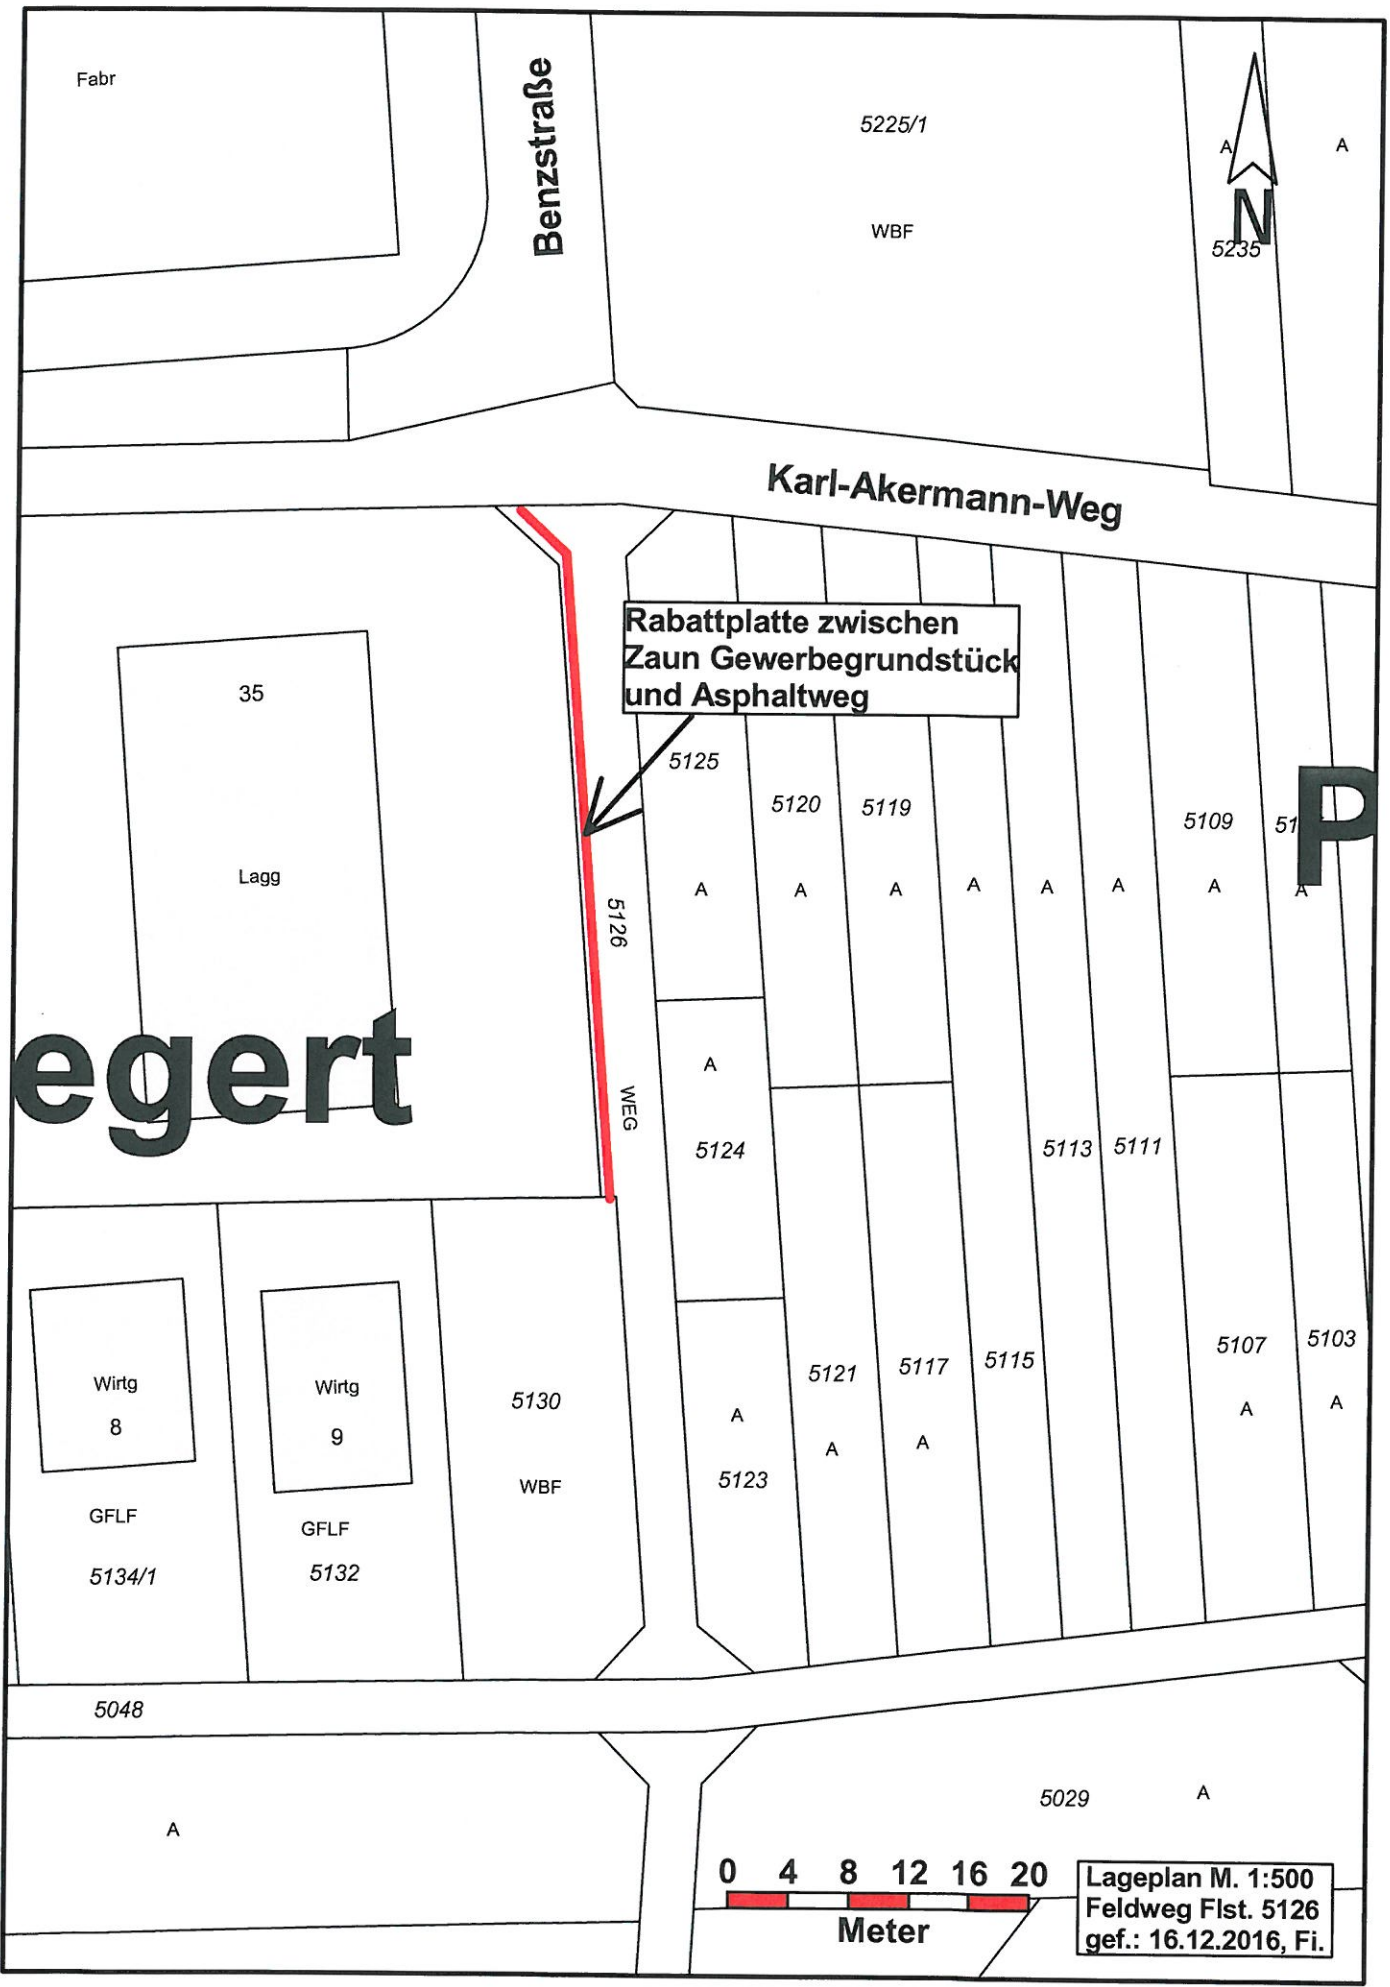 Fabr
Benzstraße
5225/1
WBF
A
A
N
5235
Karl-Akermann-Weg
Rabattplatte zwischen
Zaun Gewerbegrundstück
und Asphaltweg
35
5125
5120
5119
5109
P
Lagg
A
A
A
A
A
A
A
A
5126
egert
A
WEG
5124
5113
5111
5103
5107
5115
5117
5121
Wirtg
8
Wirtg
9
5130
A
A
A
A
A
5123
WBF
GFLF
GFLF
5134/1
5132
5048
5029
A
A
0 4 8 12 16 20
Meter
Lageplan M. 1:500
Feldweg Flst. 5126
gef.: 16.12.2016, Fi.